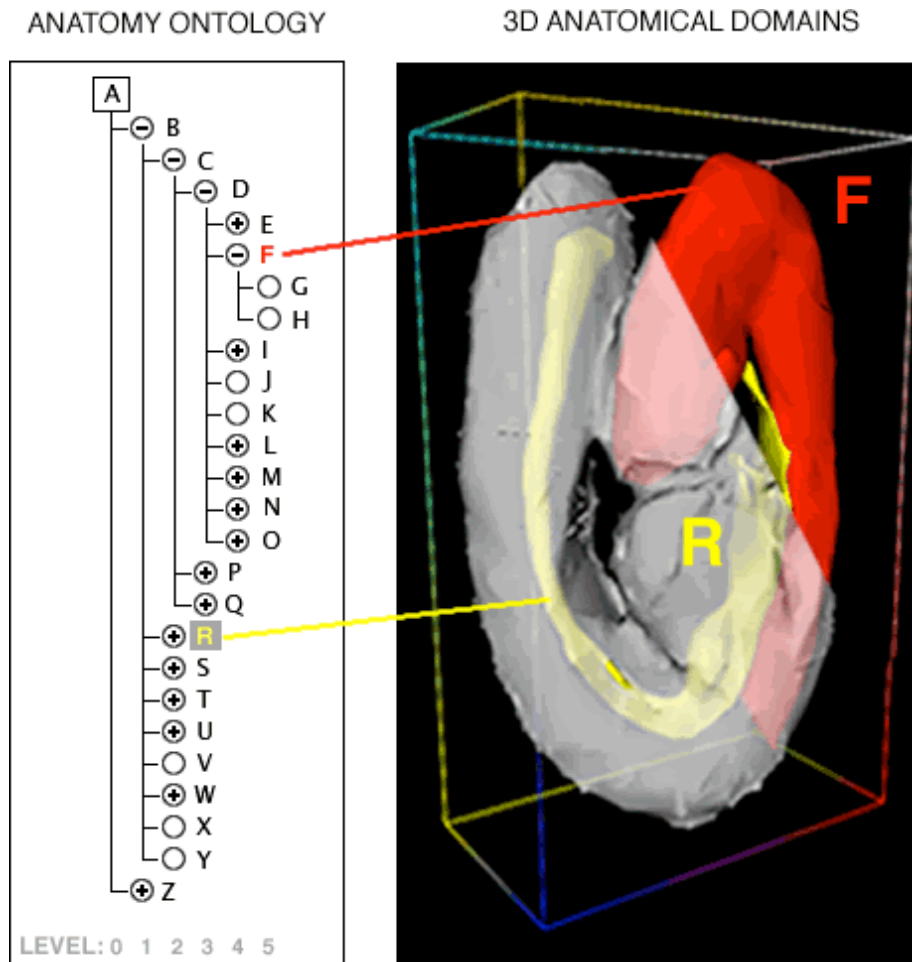 ANATOMY ONTOLOGY
3D ANATOMICAL DOMAINS
A
B
C
D
E
F
G
H
I
J
K
L
M
N
O
P
Q
R
S
T
U
V
W
X
Y
Z
LEVEL: 0 1 2 3 4 5
F
R